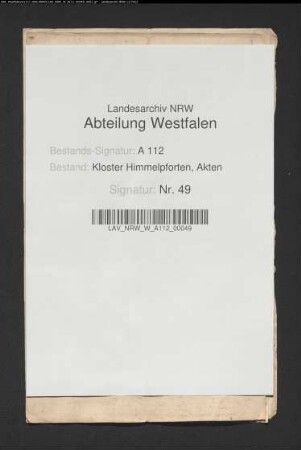 Landesarchiv NRW
Abteilung Westfalen
Bestands-Signatur: A 112
Bestand: Kloster Himmelpforten, Akten
Signatur: Nr. 49
LAV_NRW_W_A112_00049